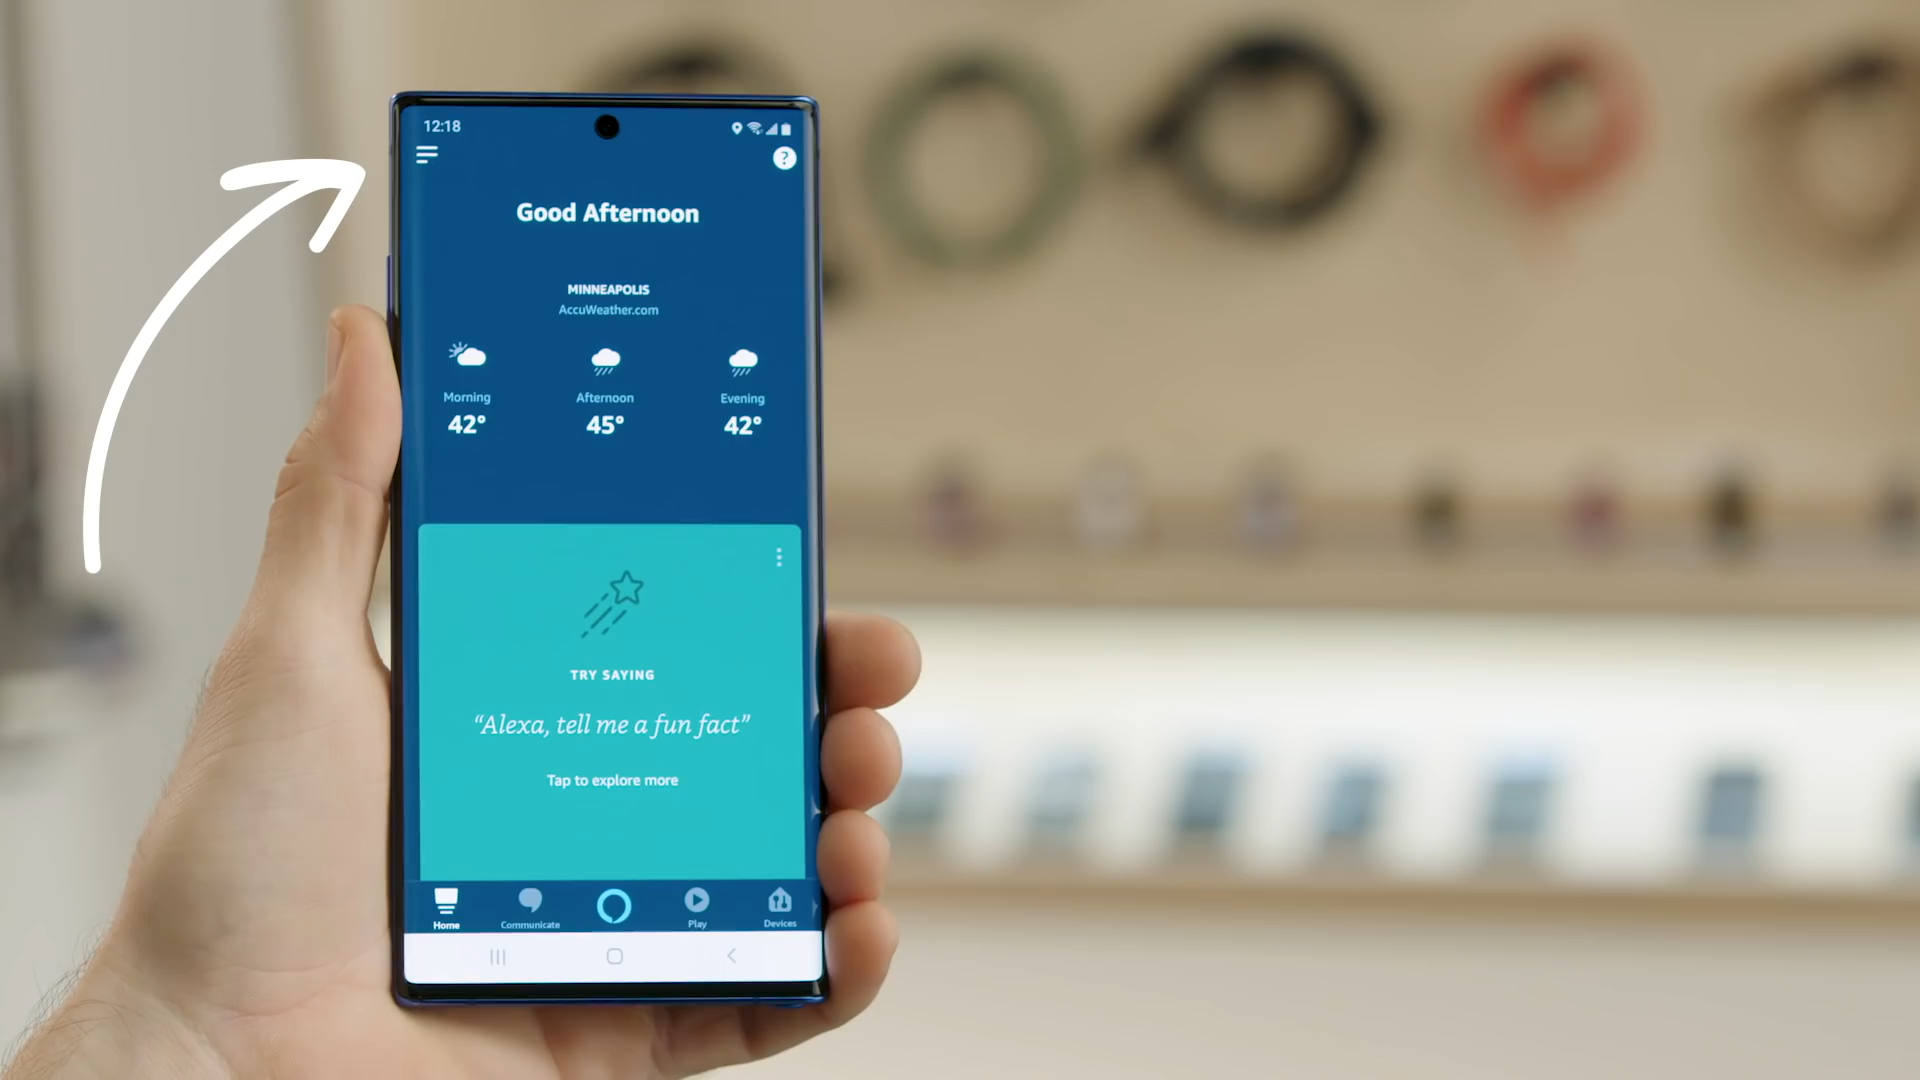 12:18
?
Good Afternoon
MINNEAPOLIS
AccuWeather.com
Morning Afternoon Evening
42° 45° 42°
TRY SAYING
“Alexa, tell me a fun fact”
Tap to explore more
Home Communicate Play Devices